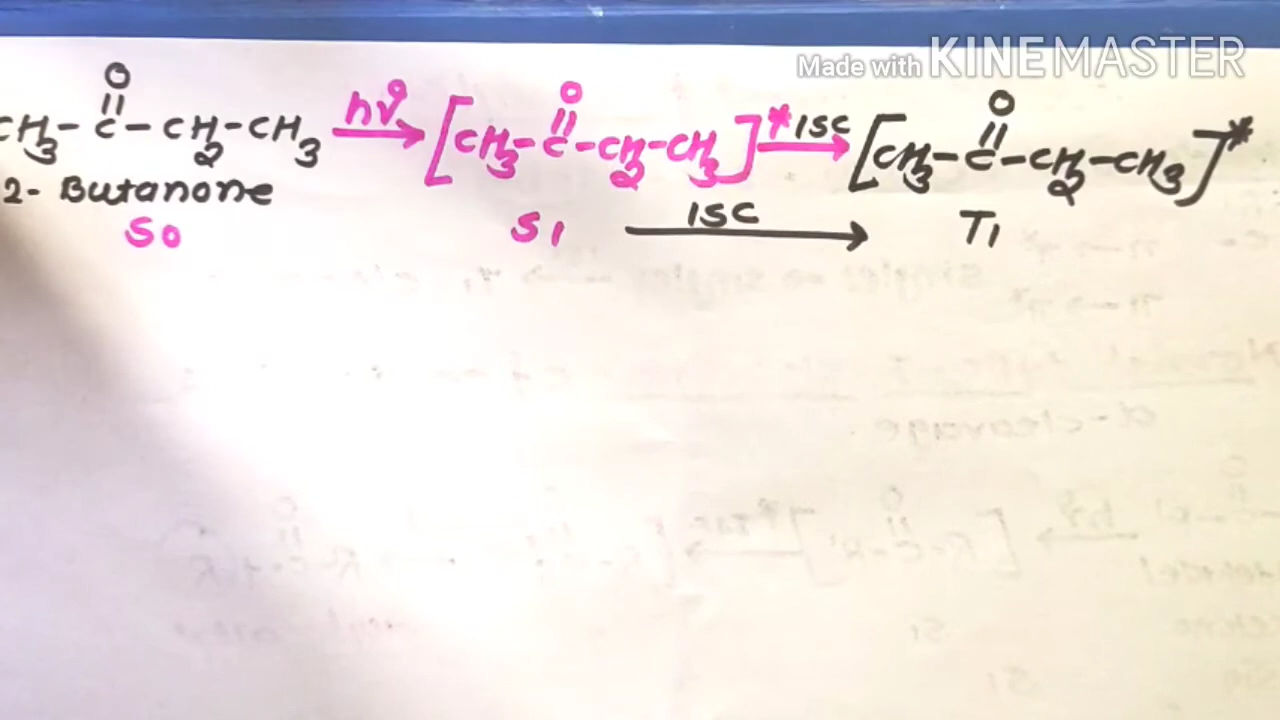 Made with KINEMASTER
CH3-C(=O)-CH2-CH3 hν→ [CH3-C(=O)-CH2-CH3]* ISC→ [CH3-C(=O)-CH2-CH3]*
2- Butanone
S0 S1 ISC→ T1
α-cleavage